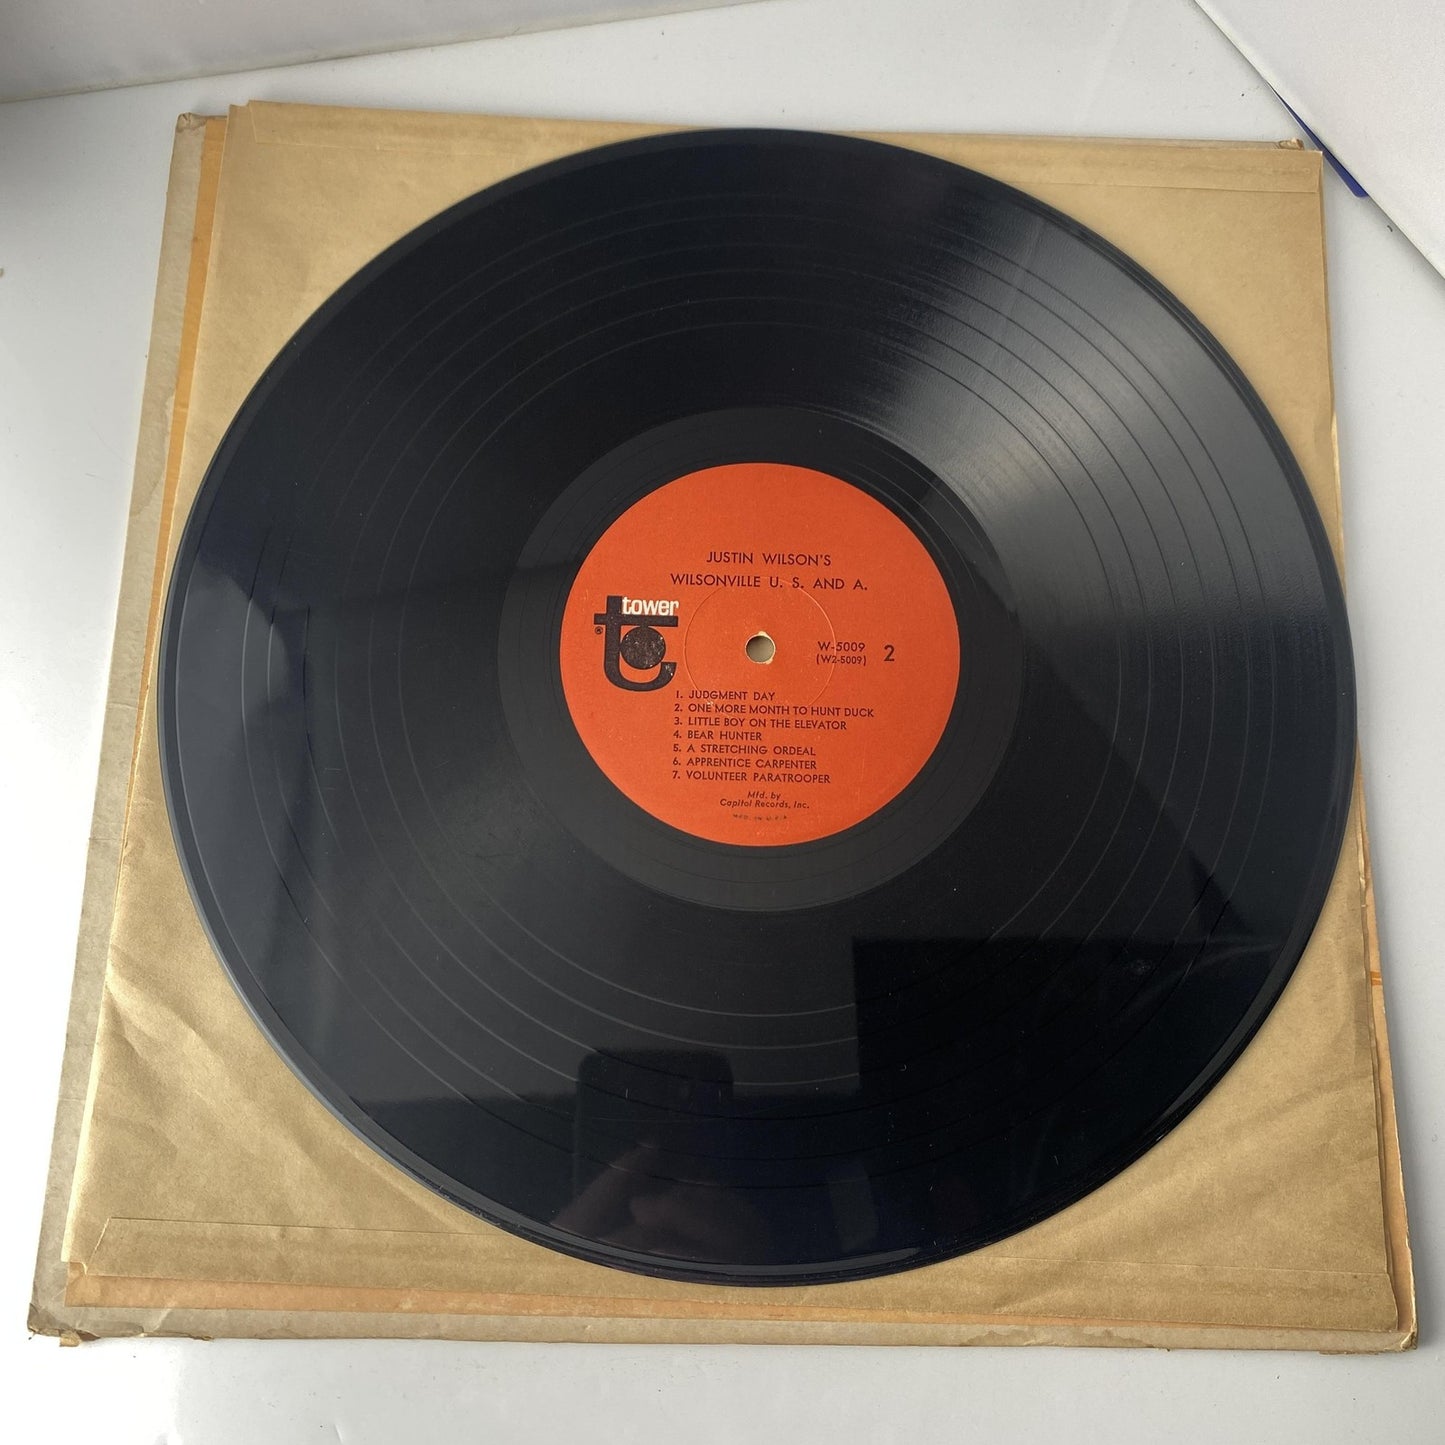 JUSTIN WILSON'S
WILSONVILLE U. S. AND A.
tower
®
W-5009
(W2-5009)
2
1. JUDGMENT DAY
2. ONE MORE MONTH TO HUNT DUCK
3. LITTLE BOY ON THE ELEVATOR
4. BEAR HUNTER
5. A STRETCHING ORDEAL
6. APPRENTICE CARPENTER
7. VOLUNTEER PARATROOPER
Mfd. by
Capitol Records, Inc.
MFD. IN U.S.A.